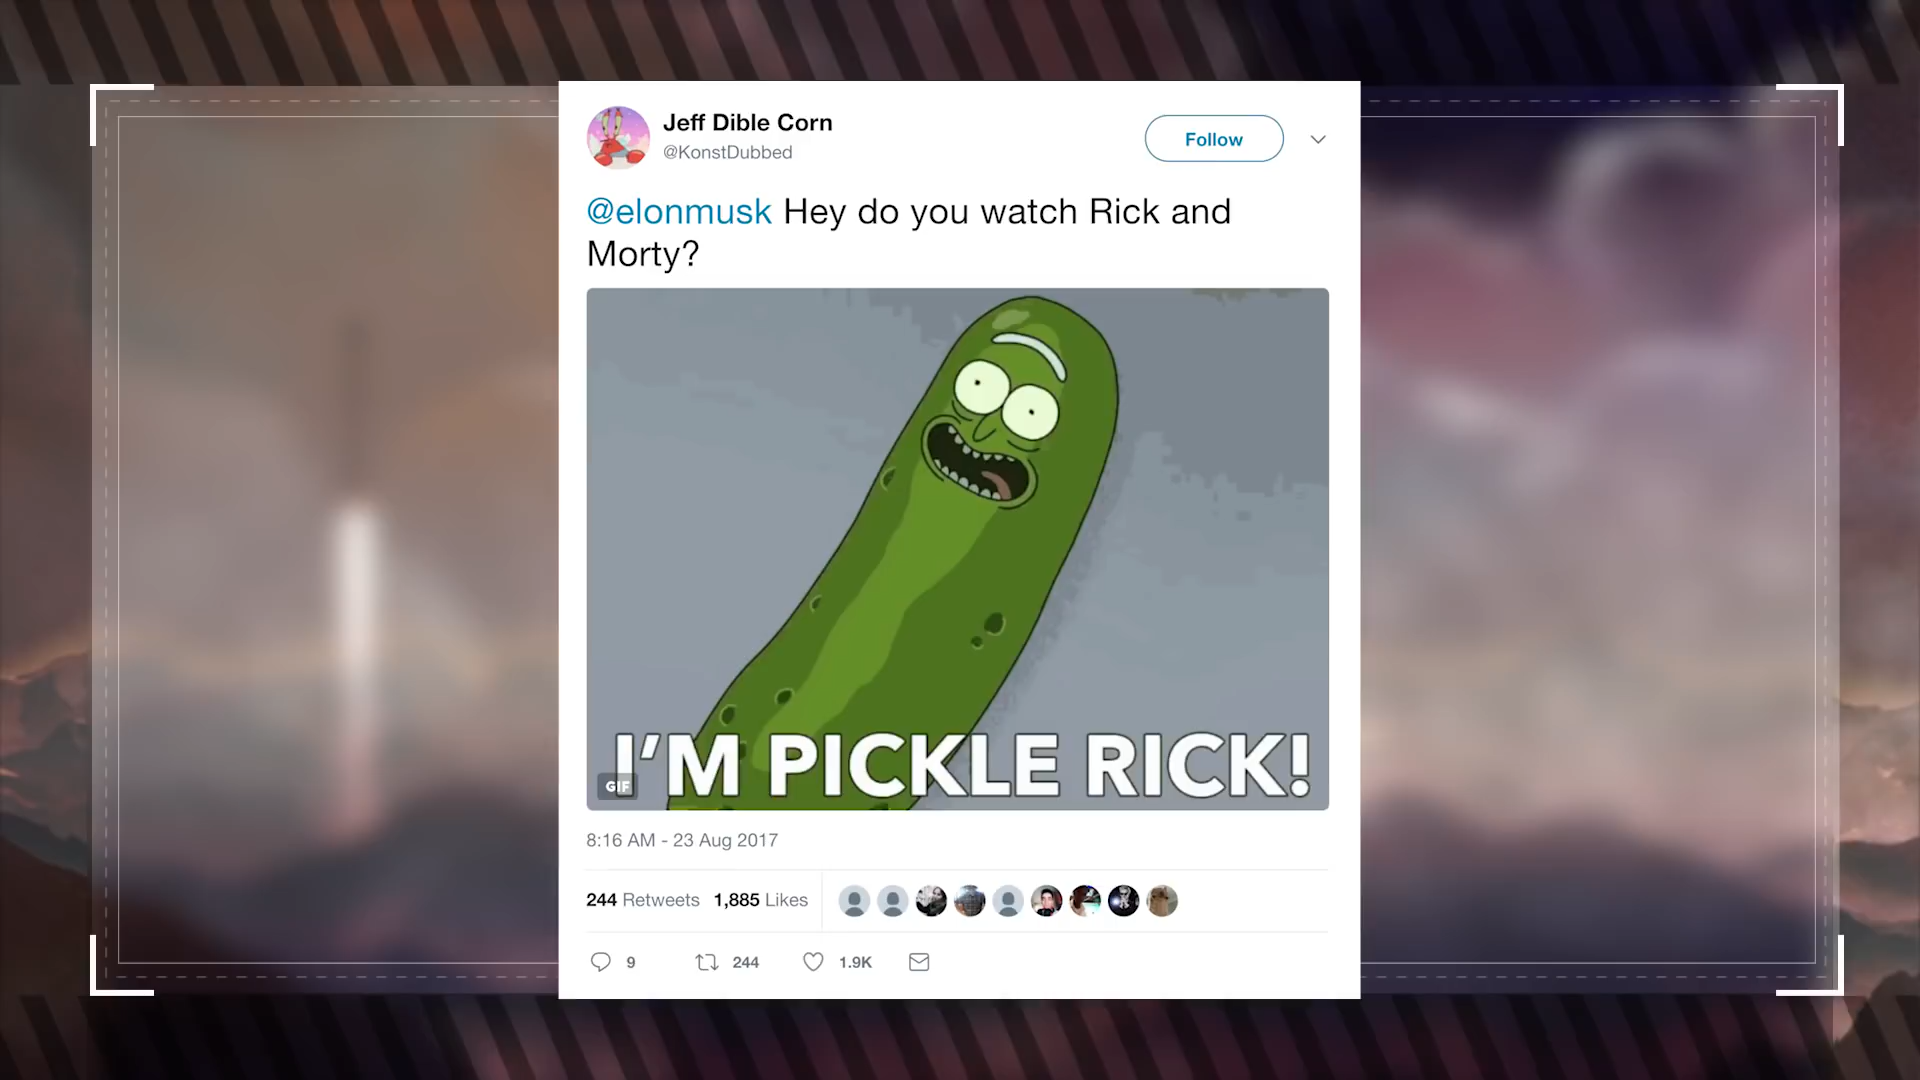 Jeff Dible Corn
@KonstDubbed
Follow
@elonmusk Hey do you watch Rick and
Morty?
I'M PICKLE RICK!
GIF
8:16 AM - 23 Aug 2017
244 Retweets 1,885 Likes
9 244 1.9K